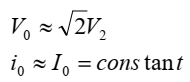 V₀ ≈ √2V₂
i₀ ≈ I₀ = constant